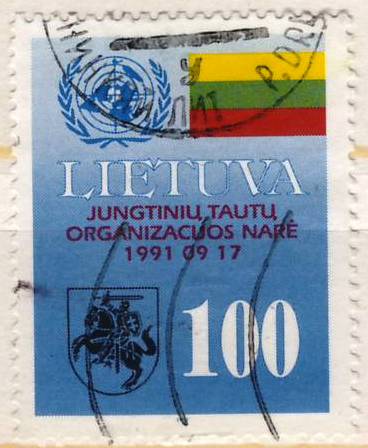 LIETUVA
JUNGTINIŲ TAUTŲ
ORGANIZACIJOS NARĖ
1991 09 17
100